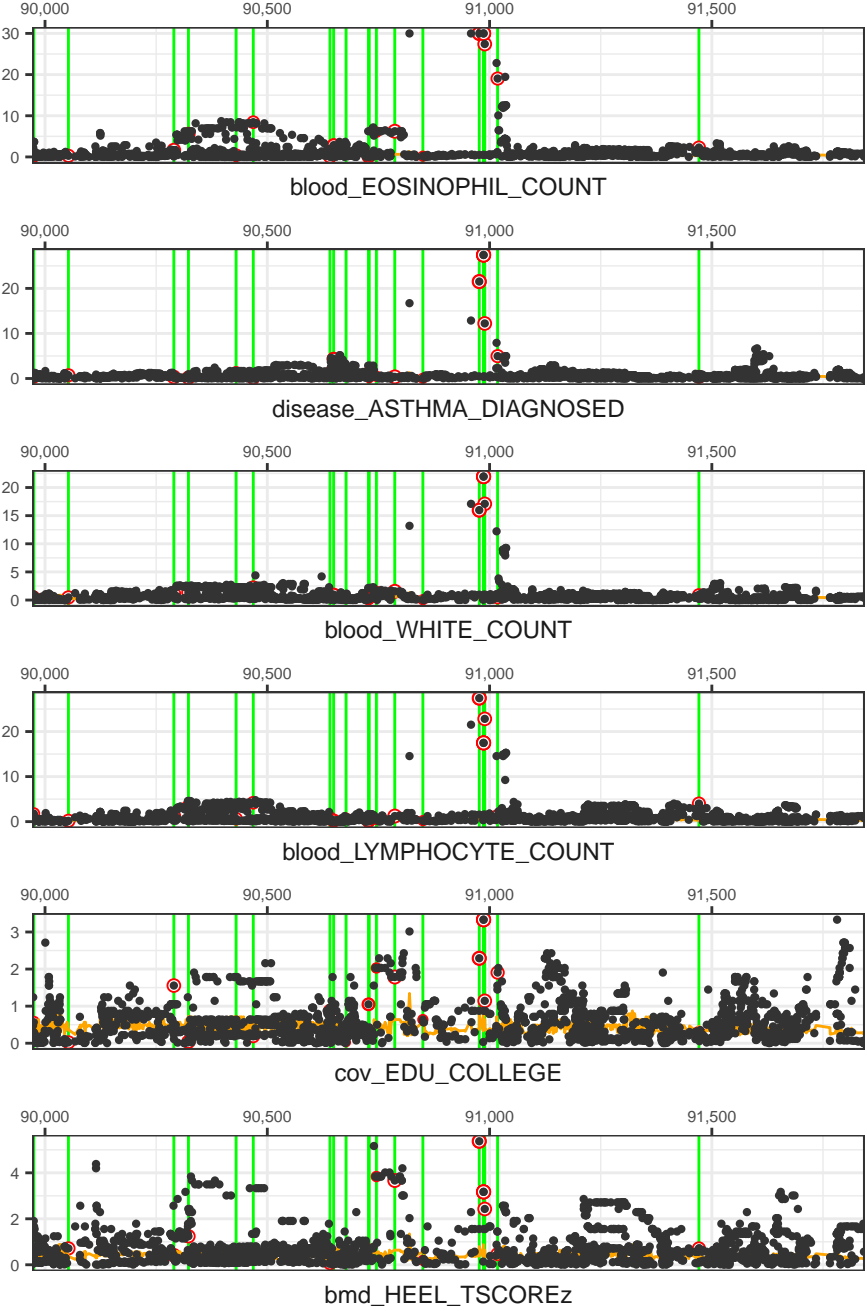 90,000 90,500 91,000 91,500
30
20
10
0
blood_EOSINOPHIL_COUNT
90,000 90,500 91,000 91,500
20
10
0
disease_ASTHMA_DIAGNOSED
90,000 90,500 91,000 91,500
20
15
10
5
0
blood_WHITE_COUNT
90,000 90,500 91,000 91,500
20
10
0
blood_LYMPHOCYTE_COUNT
90,000 90,500 91,000 91,500
3
2
1
0
cov_EDU_COLLEGE
90,000 90,500 91,000 91,500
4
2
0
bmd_HEEL_TSCOREz